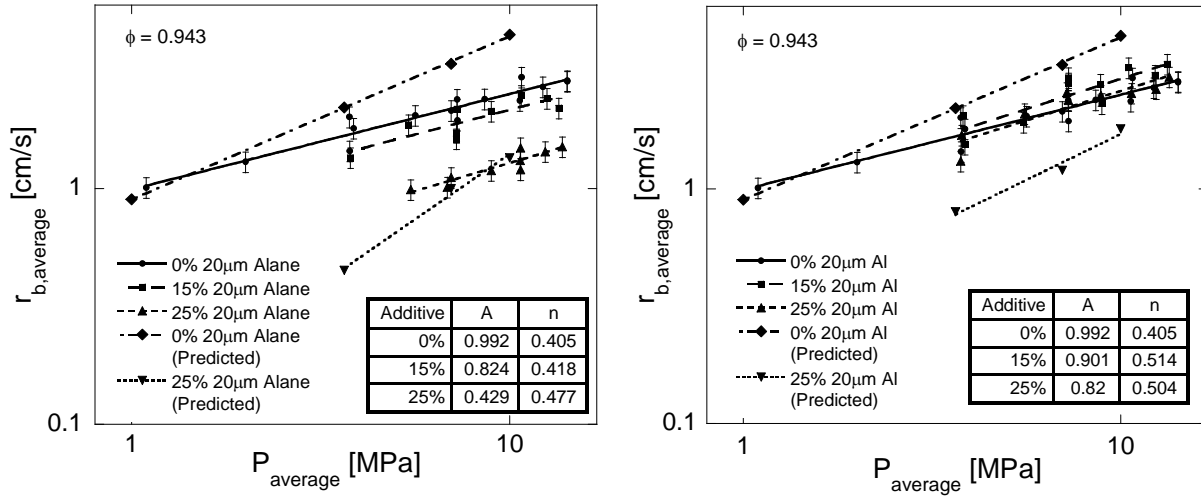 φ = 0.943
r_b,average [cm/s]
1
0.1
0% 20μm Alane
15% 20μm Alane
25% 20μm Alane
0% 20μm Alane
(Predicted)
25% 20μm Alane
(Predicted)
Additive A n
0% 0.992 0.405
15% 0.824 0.418
25% 0.429 0.477
1 10
P_average [MPa]
φ = 0.943
r_b,average [cm/s]
1
0.1
0% 20μm Al
15% 20μm Al
25% 20μm Al
0% 20μm Al
(Predicted)
25% 20μm Al
(Predicted)
Additive A n
0% 0.992 0.405
15% 0.901 0.514
25% 0.82 0.504
1 10
P_average [MPa]